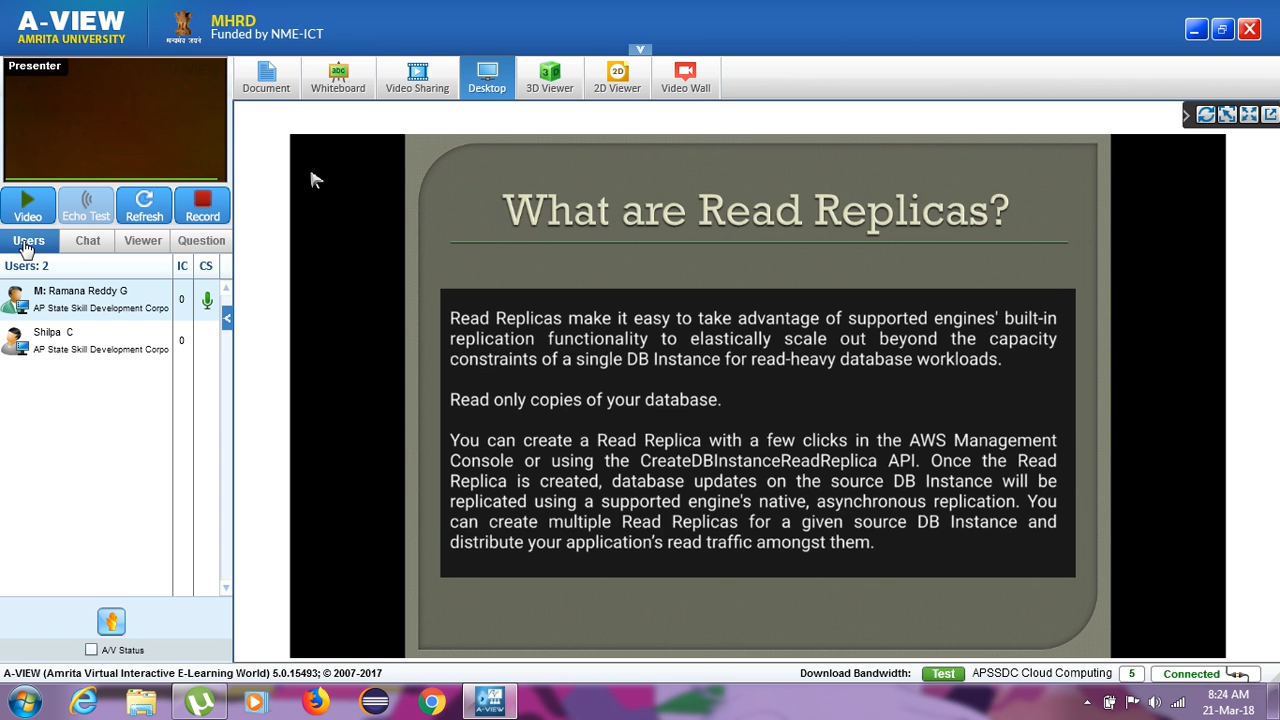 A-VIEW
AMRITA UNIVERSITY
MHRD
Funded by NME-ICT
Presenter
Document
Whiteboard
abc
Video Sharing
Desktop
3D
3D Viewer
2D
2D Viewer
Video Wall
Video
Echo Test
Refresh
Record
Users
Chat
Viewer
Question
Users: 2
IC
CS
M: Ramana Reddy G
AP State Skill Development Corpo
0
Shilpa C
AP State Skill Development Corpo
0
What are Read Replicas?
Read Replicas make it easy to take advantage of supported engines' built-in
replication functionality to elastically scale out beyond the capacity
constraints of a single DB Instance for read-heavy database workloads.
Read only copies of your database.
You can create a Read Replica with a few clicks in the AWS Management
Console or using the CreateDBInstanceReadReplica API. Once the Read
Replica is created, database updates on the source DB Instance will be
replicated using a supported engine's native, asynchronous replication. You
can create multiple Read Replicas for a given source DB Instance and
distribute your application's read traffic amongst them.
A/V Status
A-VIEW (Amrita Virtual Interactive E-Learning World) 5.0.15493; © 2007-2017
Download Bandwidth:
Test
APSSDC Cloud Computing
5
Connected
A-VIEW
8:24 AM
21-Mar-18